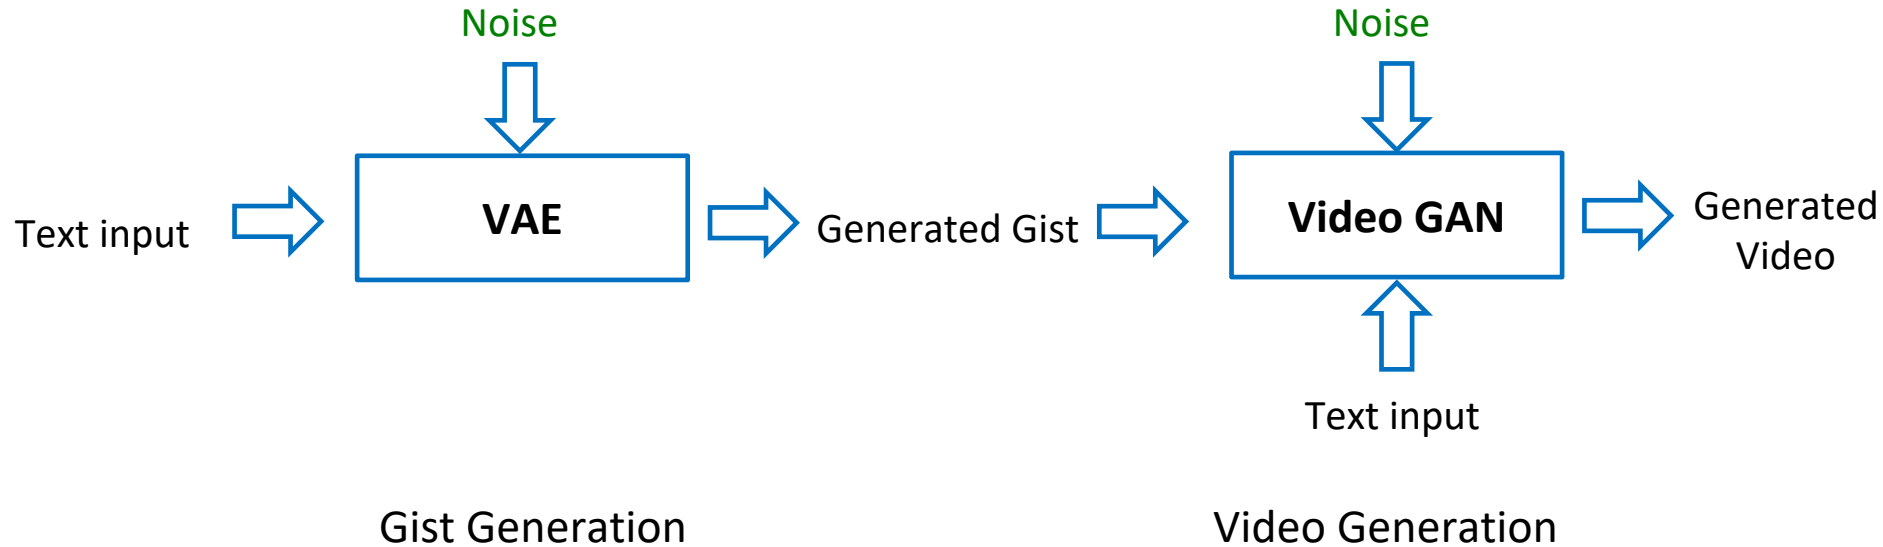 Noise
Noise
Text input
VAE
Generated Gist
Video GAN
Generated
Video
Text input
Gist Generation
Video Generation